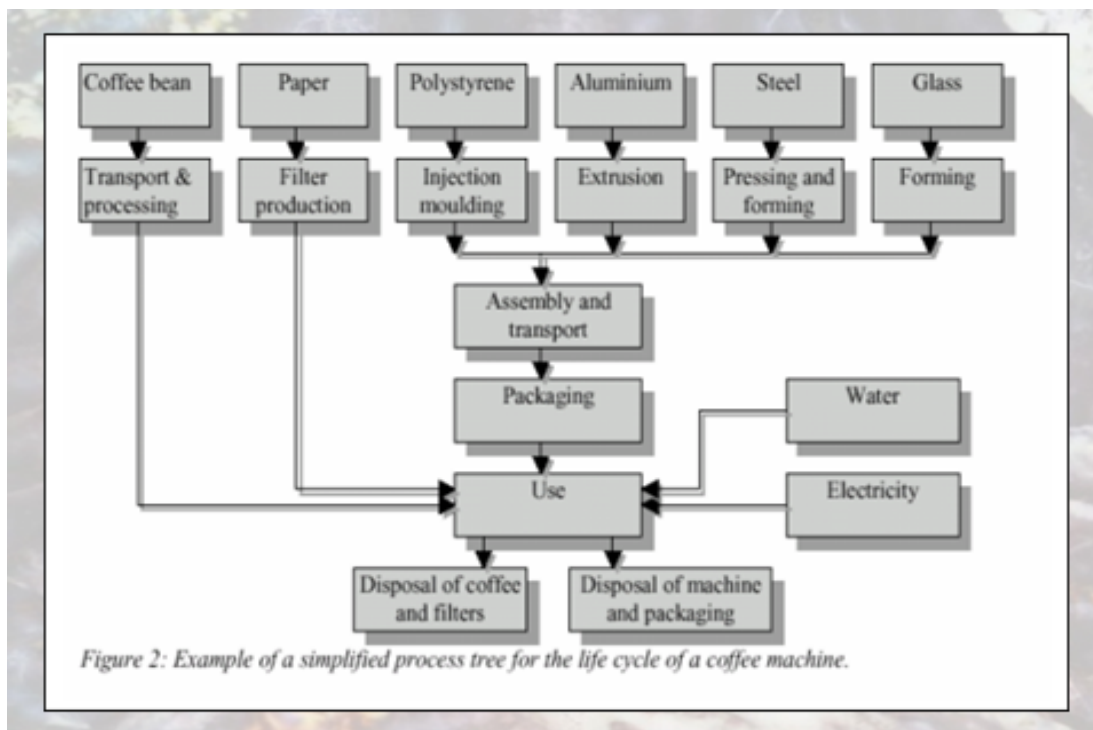 Coffee bean
Paper
Polystyrene
Aluminium
Steel
Glass
Transport &
processing
Filter
production
Injection
moulding
Extrusion
Pressing and
forming
Forming
Assembly and
transport
Packaging
Water
Use
Electricity
Disposal of coffee
and filters
Disposal of machine
and packaging
Figure 2: Example of a simplified process tree for the life cycle of a coffee machine.